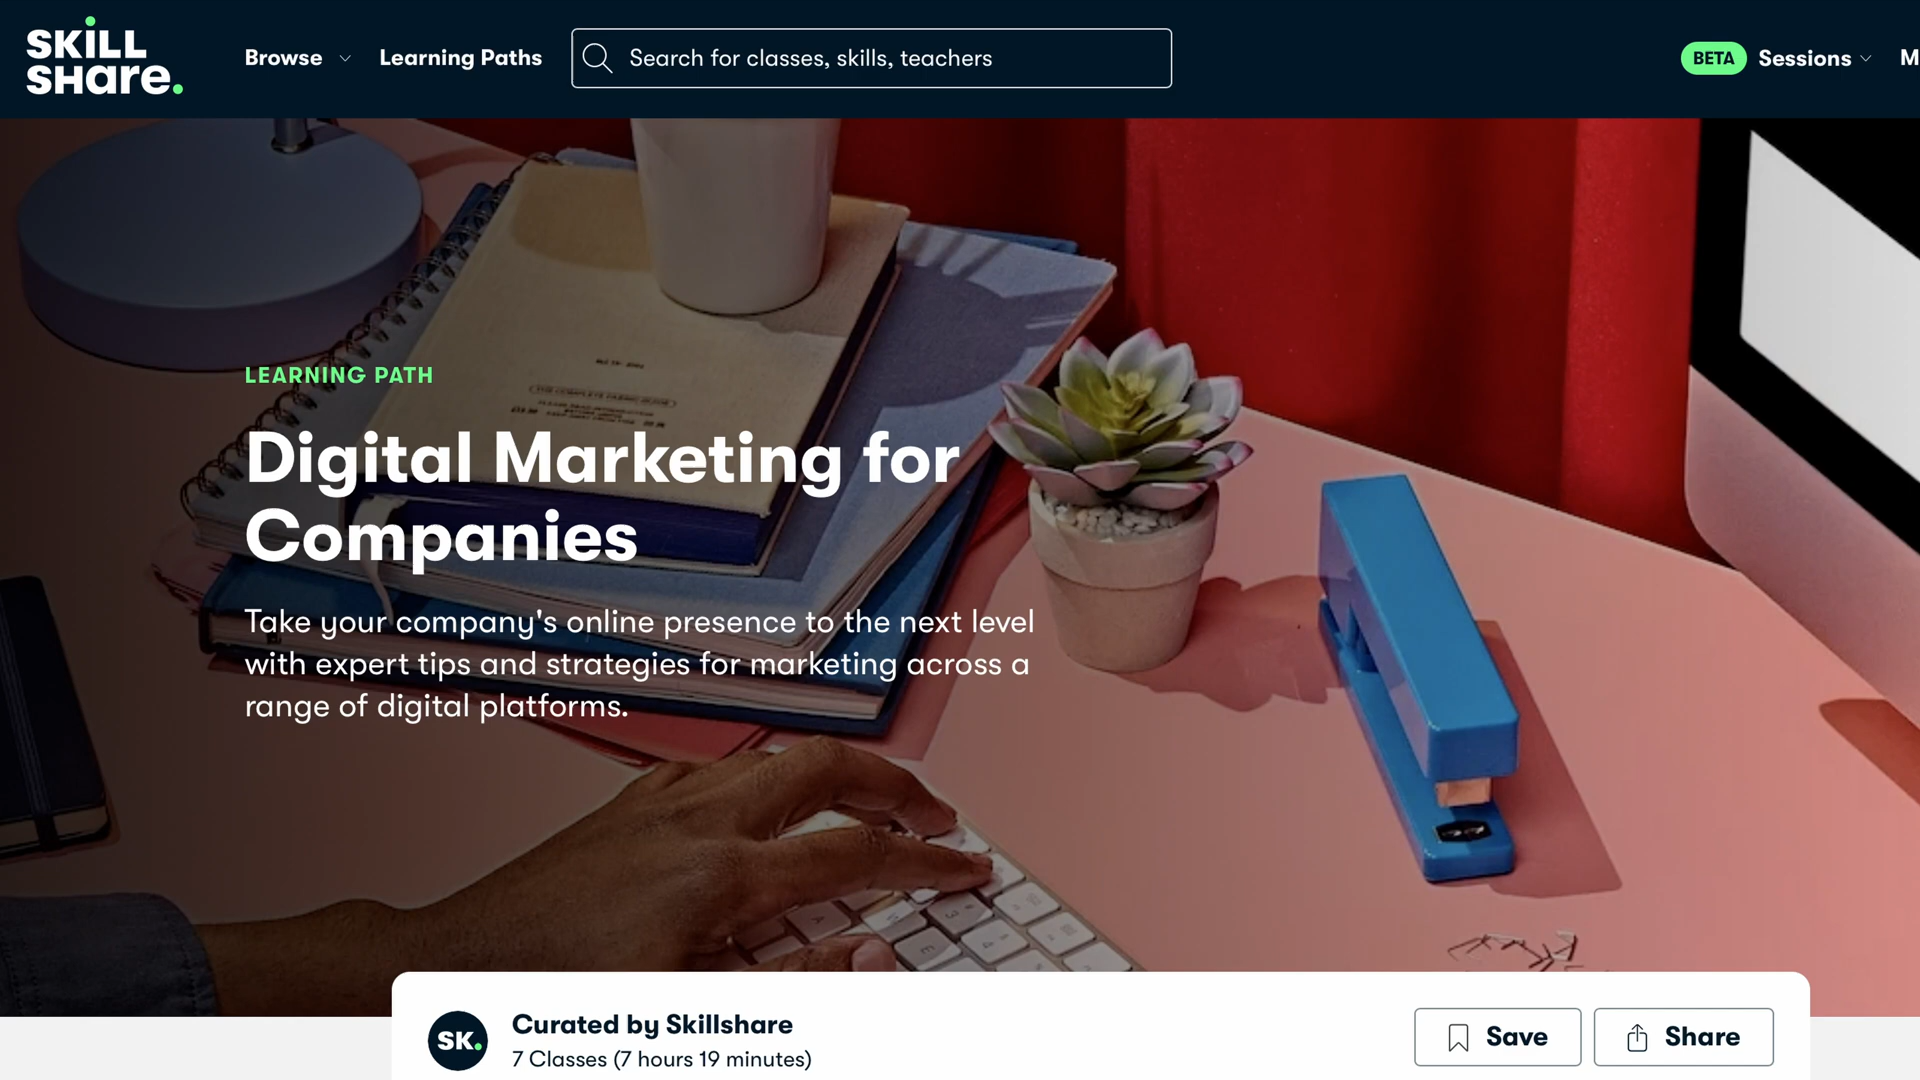 SKILL
SHare.
Browse
Learning Paths
Search for classes, skills, teachers
BETA
Sessions
LEARNING PATH
Digital Marketing for
Companies
Take your company's online presence to the next level
with expert tips and strategies for marketing across a
range of digital platforms.
SK.
Curated by Skillshare
7 Classes (7 hours 19 minutes)
Save
Share